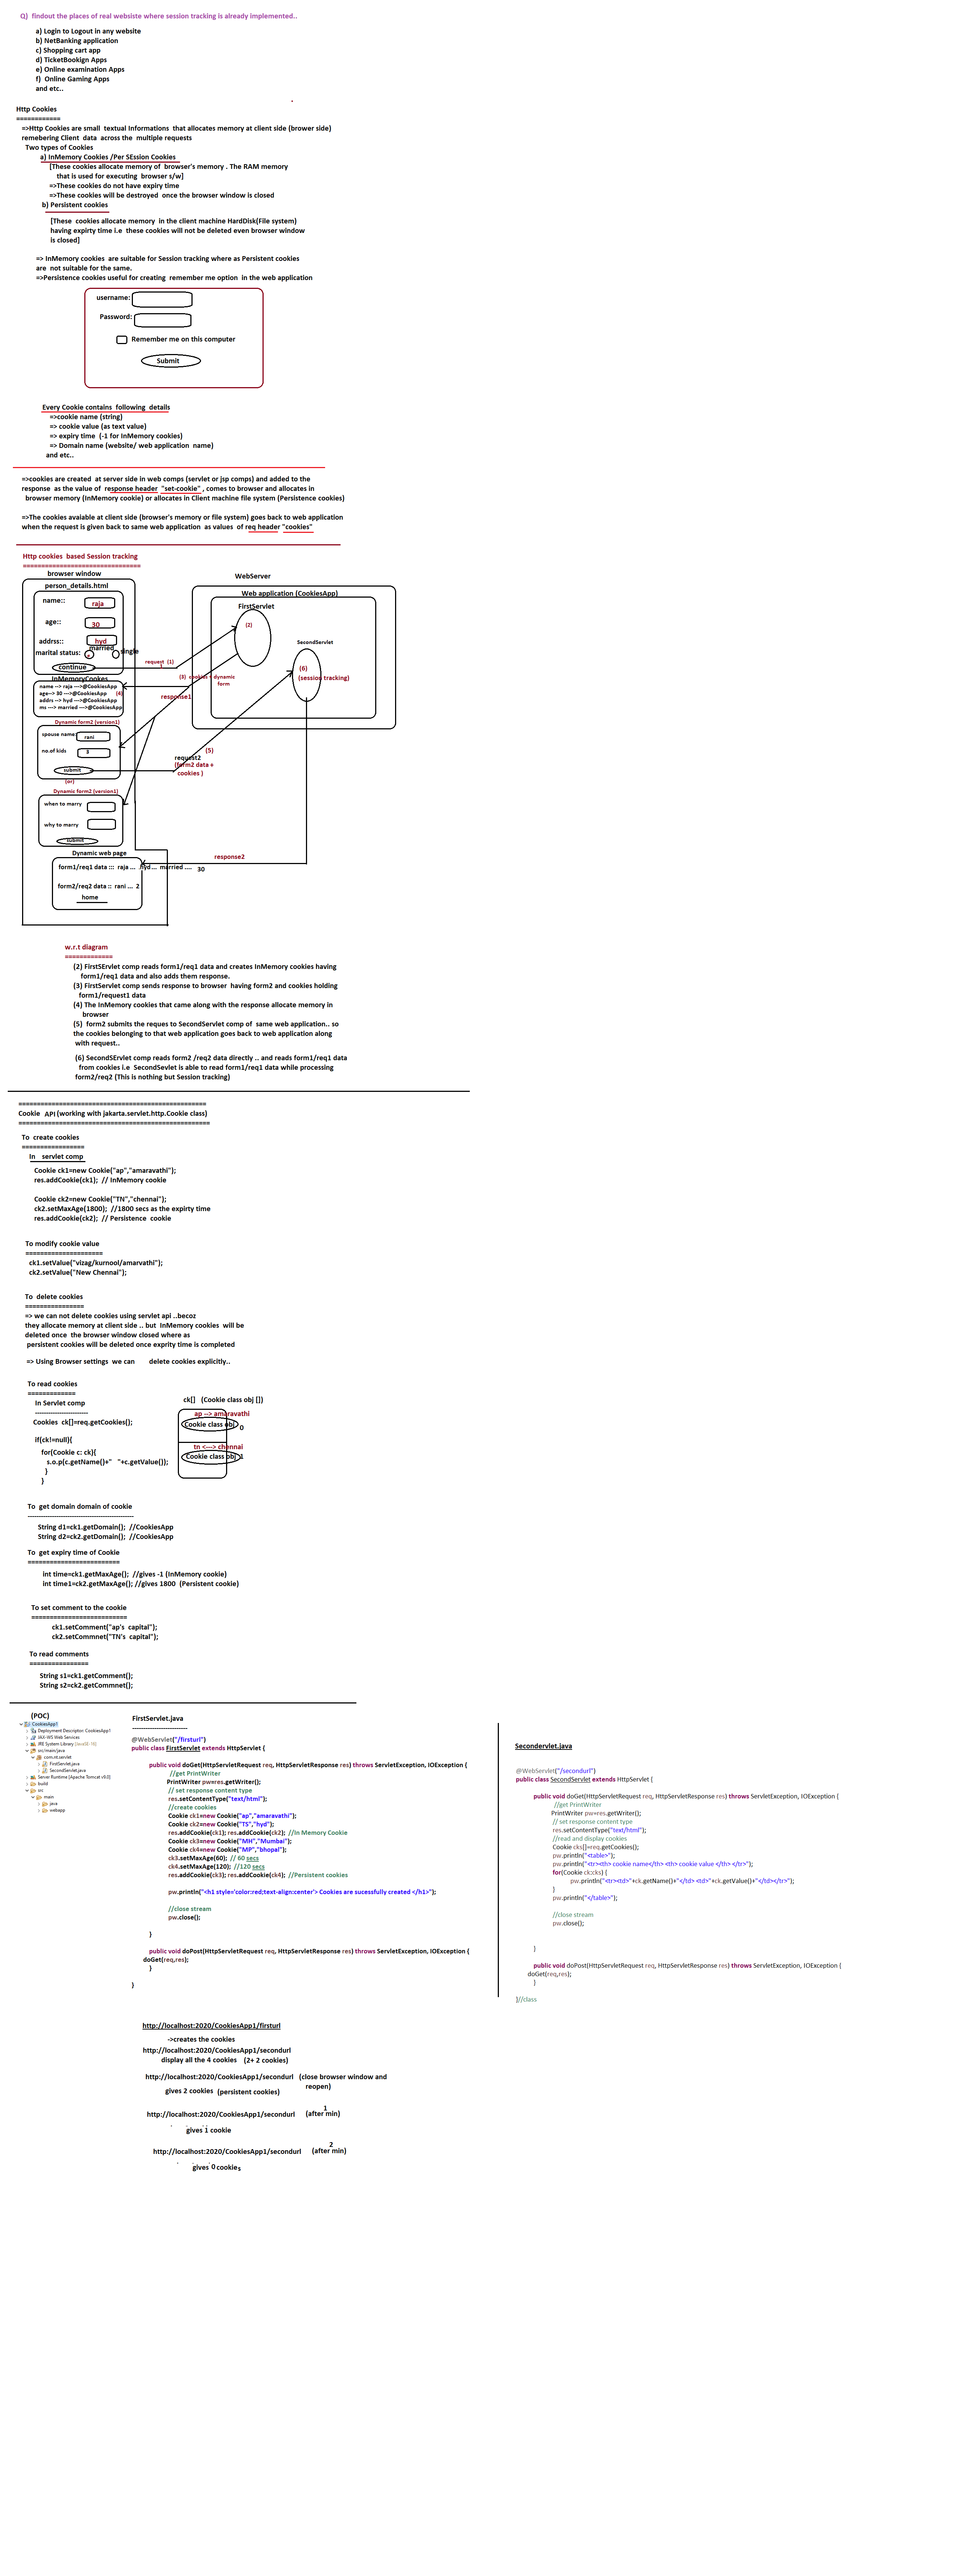 Q) findout the places of real websiste where session tracking is already implemented..
a) Login to Logout in any website
b) NetBanking application
c) Shopping cart app
d) TicketBookign Apps
e) Online examination Apps
f) Online Gaming Apps
and etc..
Http Cookies
============
=>Http Cookies are small textual Informations that allocates memory at client side (brower side)
remebering Client data across the multiple requests
Two types of Cookies
a) InMemory Cookies /Per SEssion Cookies
[These cookies allocate memory of browser's memory . The RAM memory
that is used for executing browser s/w]
=>These cookies do not have expiry time
=>These cookies will be destroyed once the browser window is closed
b) Persistent cookies
[These cookies allocate memory in the client machine HardDisk(File system)
having expirty time i.e these cookies will not be deleted even browser window
is closed]
=> InMemory cookies are suitable for Session tracking where as Persistent cookies
are not suitable for the same.
=>Persistence cookies useful for creating remember me option in the web application
username:
Password:
Remember me on this computer
Submit
Every Cookie contains following details
=>cookie name (string)
=> cookie value (as text value)
=> expiry time (-1 for InMemory cookies)
=> Domain name (website/ web application name)
and etc..
=>cookies are created at server side in web comps (servlet or jsp comps) and added to the
response as the value of response header "set-cookie" , comes to browser and allocates in
browser memory (InMemory cookie) or allocates in Client machine file system (Persistence cookies)
=>The cookies avaiable at client side (browser's memory or file system) goes back to web application
when the request is given back to same web application as values of req header "cookies"
Http cookies based Session tracking
===============================
browser window
WebServer
person_details.html
Web application (CookiesApp)
name::
raja
FirstServlet
age::
30
(2)
addrss::
hyd
SecondServlet
marital status:
married
single
continue
request (1)
(6)
(session tracking)
(3) cookies + dynamic
form
InMemoryCookes
name --> raja --->@CookiesApp
age--> 30 --->@CookiesApp
(4)
addrs --> hyd --->@CookiesApp
ms ---> married --->@CookiesApp
response1
Dynamic form2 (version1)
spouse name:
rani
no.of kids
3
submit
(5)
request2
(form2 data +
cookies )
(or)
Dynamic form2 (version1)
when to marry
why to marry
submit
Dynamic web page
response2
form1/req1 data ::: raja ... hyd... married .... 30
form2/req2 data :: rani ... 2
home
w.r.t diagram
=============
(2) FirstSErvlet comp reads form1/req1 data and creates InMemory cookies having
form1/req1 data and also adds them response.
(3) FirstServlet comp sends response to browser having form2 and cookies holding
form1/request1 data
(4) The InMemory cookies that came along with the response allocate memory in
browser
(5) form2 submits the reques to SecondServlet comp of same web application.. so
the cookies belonging to that web application goes back to web application along
with request..
(6) SecondSErvlet comp reads form2 /req2 data directly .. and reads form1/req1 data
from cookies i.e SecondSevlet is able to read form1/req1 data while processing
form2/req2 (This is nothing but Session tracking)
==================================================
Cookie API (working with jakarta.servlet.http.Cookie class)
===================================================
To create cookies
=================
In servlet comp
Cookie ck1=new Cookie("ap","amaravathi");
res.addCookie(ck1); // InMemory cookie
Cookie ck2=new Cookie("TN","chennai");
ck2.setMaxAge(1800); //1800 secs as the expirty time
res.addCookie(ck2); // Persistence cookie
To modify cookie value
=====================
ck1.setValue("vizag/kurnool/amarvathi");
ck2.setValue("New Chennai");
To delete cookies
================
=> we can not delete cookies using servlet api ..becoz
they allocate memory at client side .. but InMemory cookies will be
deleted once the browser window closed where as
persistent cookies will be deleted once exprity time is completed
=> Using Browser settings we can delete cookies explicitly..
To read cookies
=============
In Servlet comp
------------------------
Cookies ck[]=req.getCookies();
if(ck!=null){
for(Cookie c: ck){
s.o.p(c.getName()+" "+c.getValue());
}
}
ck[] (Cookie class obj [])
ap --> amaravathi
Cookie class obj 0
tn <---> chennai
Cookie class obj 1
To get domain domain of cookie
------------------------------------------------
String d1=ck1.getDomain(); //CookiesApp
String d2=ck2.getDomain(); //CookiesApp
To get expiry time of Cookie
=========================
int time=ck1.getMaxAge(); //gives -1 (InMemory cookie)
int time1=ck2.getMaxAge(); //gives 1800 (Persistent cookie)
To set comment to the cookie
==========================
ck1.setComment("ap's capital");
ck2.setCommnet("TN's capital");
To read comments
================
String s1=ck1.getComment();
String s2=ck2.getCommnet();
(POC)
CookiesApp1
Deployment Descriptor: CookiesApp1
JAX-WS Web Services
JRE System Library [JavaSE-16]
src/main/java
com.nt.servlet
FirstServlet.java
SecondServlet.java
Server Runtime [Apache Tomcat v9.0]
build
src
main
java
webapp
FirstServlet.java
-------------------------
@WebServlet("/firsturl")
public class FirstServlet extends HttpServlet {
public void doGet(HttpServletRequest req, HttpServletResponse res) throws ServletException, IOException {
//get PrintWriter
PrintWriter pw=res.getWriter();
// set response content type
res.setContentType("text/html");
//create cookies
Cookie ck1=new Cookie("ap","amaravathi");
Cookie ck2=new Cookie("TS","hyd");
res.addCookie(ck1); res.addCookie(ck2); //In Memory Cookie
Cookie ck3=new Cookie("MH","Mumbai");
Cookie ck4=new Cookie("MP","bhopal");
ck3.setMaxAge(60); // 60 secs
ck4.setMaxAge(120); //120 secs
res.addCookie(ck3); res.addCookie(ck4); //Persistent cookies
pw.println("<h1 style='color:red;text-align:center'> Cookies are sucessfully created </h1>");
//close stream
pw.close();
}
public void doPost(HttpServletRequest req, HttpServletResponse res) throws ServletException, IOException {
doGet(req,res);
}
}
Secondervlet.java
@WebServlet("/secondurl")
public class SecondServlet extends HttpServlet {
public void doGet(HttpServletRequest req, HttpServletResponse res) throws ServletException, IOException {
//get PrintWriter
PrintWriter pw=res.getWriter();
// set response content type
res.setContentType("text/html");
//read and display cookies
Cookie cks[]=req.getCookies();
pw.println("<table>");
pw.println("<tr><th> cookie name</th> <th> cookie value </th> </tr>");
for(Cookie ck:cks) {
pw.println("<tr><td>"+ck.getName()+"</td> <td>"+ck.getValue()+"</td></tr>");
}
pw.println("</table>");
//close stream
pw.close();
}
public void doPost(HttpServletRequest req, HttpServletResponse res) throws ServletException, IOException {
doGet(req,res);
}
}//class
http://localhost:2020/CookiesApp1/firsturl
->creates the cookies
http://localhost:2020/CookiesApp1/secondurl
display all the 4 cookies (2+ 2 cookies)
http://localhost:2020/CookiesApp1/secondurl (close browser window and
reopen)
gives 2 cookies (persistent cookies)
http://localhost:2020/CookiesApp1/secondurl (after 1 min)
gives 1 cookie
http://localhost:2020/CookiesApp1/secondurl (after 2 min)
gives 0 cookies